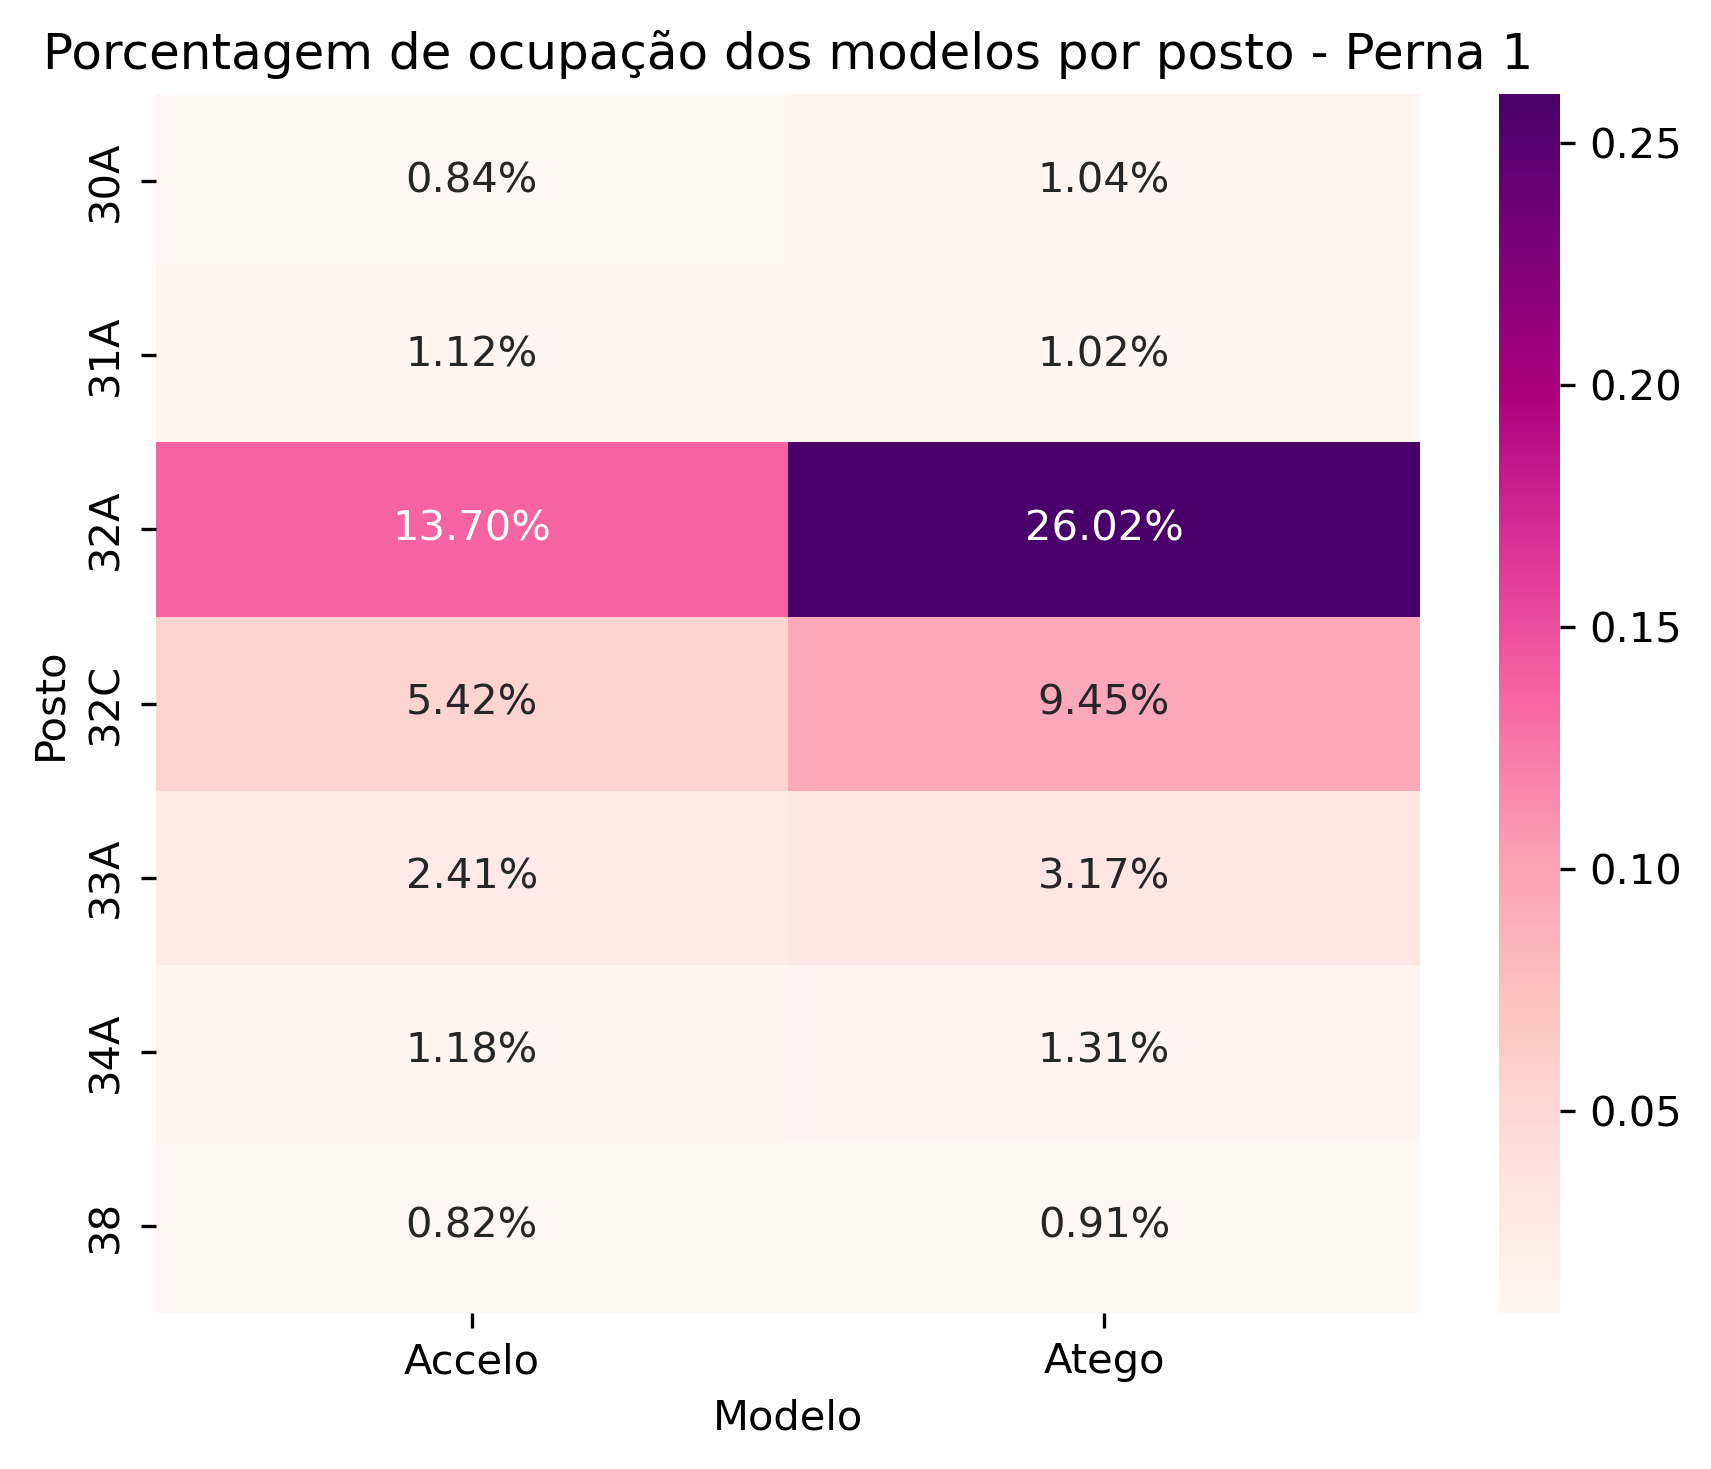 Porcentagem de ocupação dos modelos por posto - Perna 1
Posto
30A
0.84%
1.04%
31A
1.12%
1.02%
32A
13.70%
26.02%
32C
5.42%
9.45%
33A
2.41%
3.17%
34A
1.18%
1.31%
38
0.82%
0.91%
Accelo
Atego
Modelo
0.25
0.20
0.15
0.10
0.05